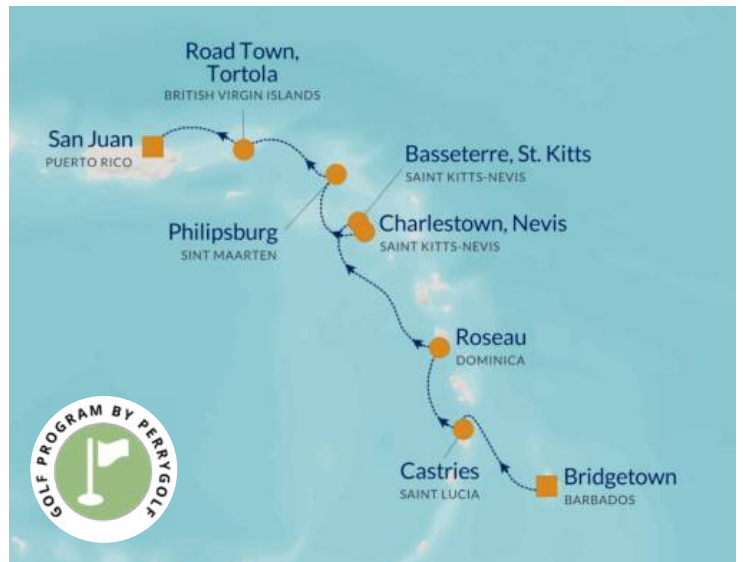 Road Town,
Tortola
BRITISH VIRGIN ISLANDS
San Juan
PUERTO RICO
Basseterre, St. Kitts
SAINT KITTS-NEVIS
Philipsburg
SINT MAARTEN
Charlestown, Nevis
SAINT KITTS-NEVIS
Roseau
DOMINICA
Castries
SAINT LUCIA
Bridgetown
BARBADOS
GOLF PROGRAM BY PERRYGOLF